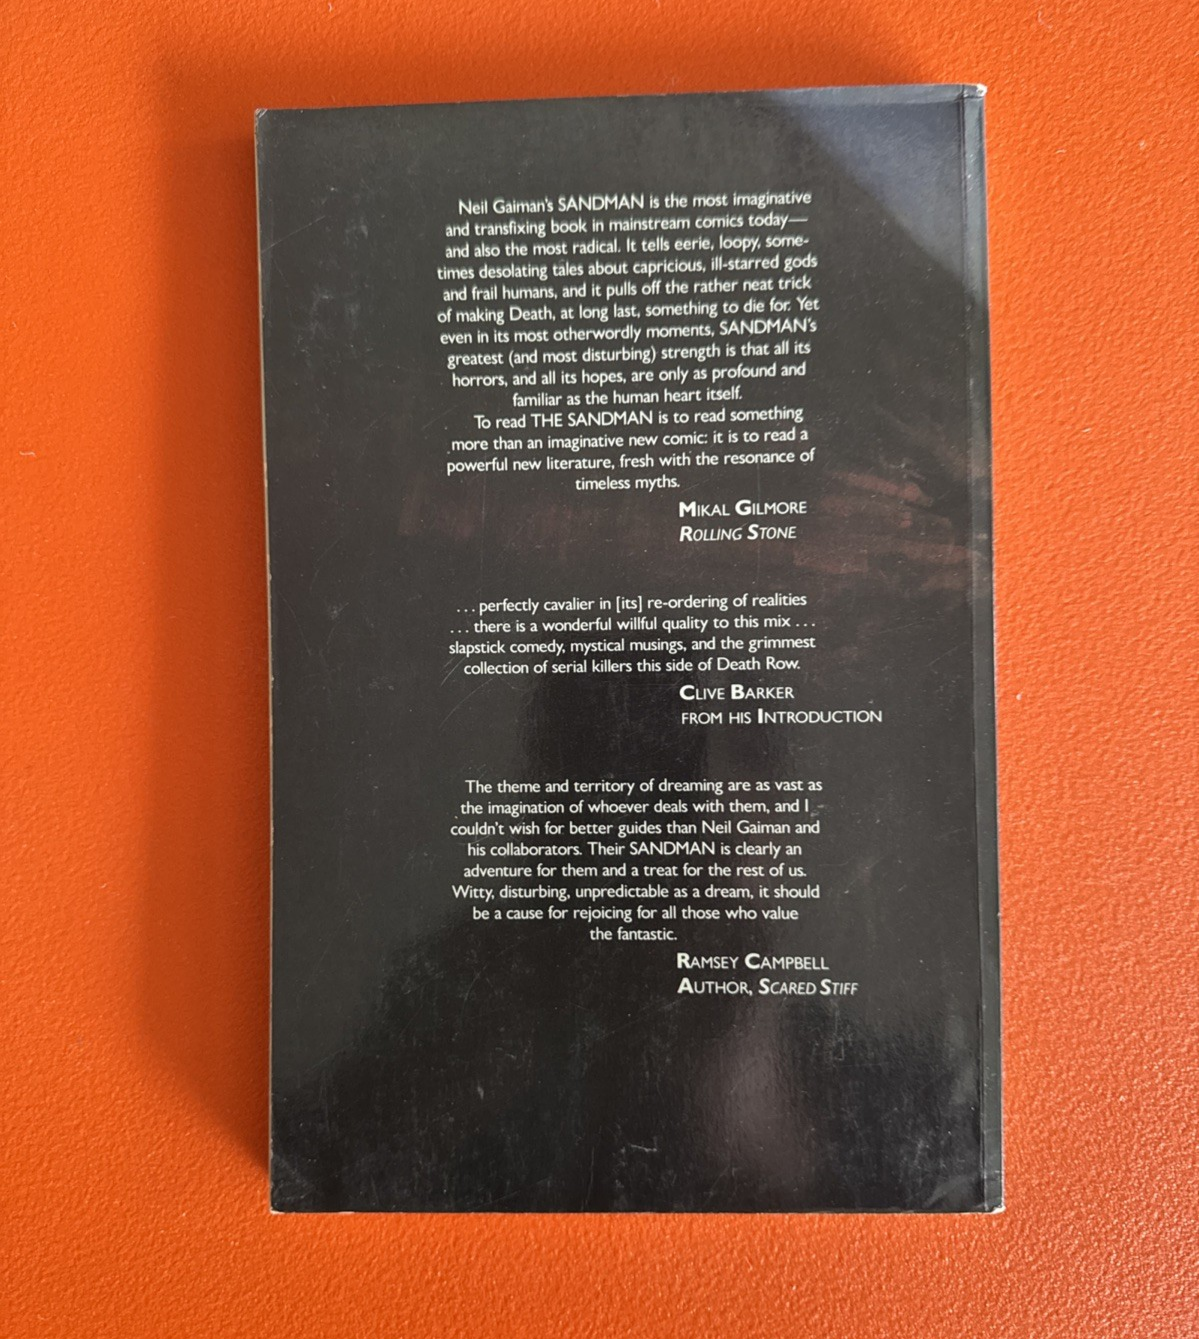 Neil Gaiman's SANDMAN is the most imaginative
and transfixing book in mainstream comics today—
and also the most radical. It tells eerie, loopy, some-
times desolating tales about capricious, ill-starred gods
and frail humans, and it pulls off the rather neat trick
of making Death, at long last, something to die for. Yet
even in its most otherwordly moments, SANDMAN's
greatest (and most disturbing) strength is that all its
horrors, and all its hopes, are only as profound and
familiar as the human heart itself.
To read THE SANDMAN is to read something
more than an imaginative new comic: it is to read a
powerful new literature, fresh with the resonance of
timeless myths.
MIKAL GILMORE
ROLLING STONE
. . . perfectly cavalier in [its] re-ordering of realities
. . . there is a wonderful willful quality to this mix . . .
slapstick comedy, mystical musings, and the grimmest
collection of serial killers this side of Death Row.
CLIVE BARKER
FROM HIS INTRODUCTION
The theme and territory of dreaming are as vast as
the imagination of whoever deals with them, and I
couldn't wish for better guides than Neil Gaiman and
his collaborators. Their SANDMAN is clearly an
adventure for them and a treat for the rest of us.
Witty, disturbing, unpredictable as a dream, it should
be a cause for rejoicing for all those who value
the fantastic.
RAMSEY CAMPBELL
AUTHOR, SCARED STIFF